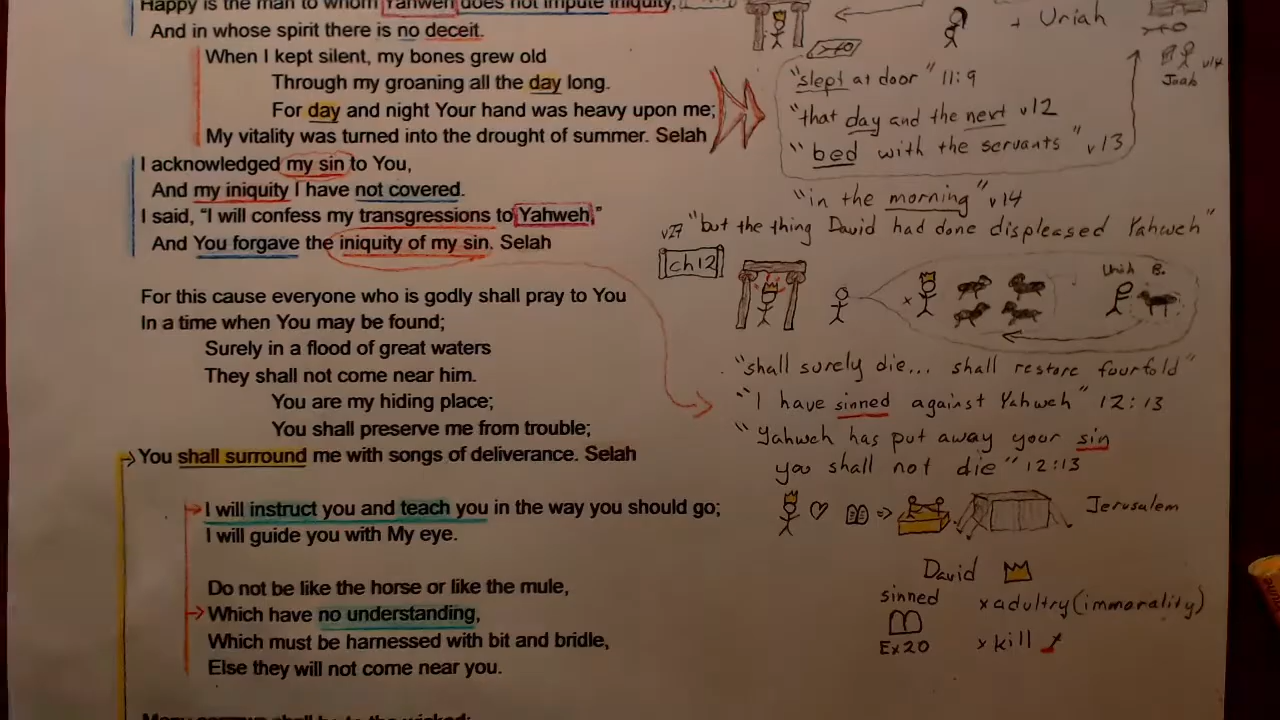 Happy is the man to whom Yahweh does not impute iniquity,
And in whose spirit there is no deceit.
When I kept silent, my bones grew old
Through my groaning all the day long.
For day and night Your hand was heavy upon me;
My vitality was turned into the drought of summer. Selah
I acknowledged my sin to You,
And my iniquity I have not covered.
I said, “I will confess my transgressions to Yahweh,”
And You forgave the iniquity of my sin. Selah
For this cause everyone who is godly shall pray to You
In a time when You may be found;
Surely in a flood of great waters
They shall not come near him.
You are my hiding place;
You shall preserve me from trouble;
You shall surround me with songs of deliverance. Selah
I will instruct you and teach you in the way you should go;
I will guide you with My eye.
Do not be like the horse or like the mule,
Which have no understanding,
Which must be harnessed with bit and bridle,
Else they will not come near you.
+ Uriah
Joab
"slept at door" 11:9
"that day and the next v12
"bed with the servants" v13
"in the morning" v14
v27 "but the thing David had done displeased Yahweh"
ch12
Uriah B.
"shall surely die... shall restore fourfold"
"I have sinned against Yahweh" 12:13
"Yahweh has put away your sin
you shall not die" 12:13
Jerusalem
David
sinned
x adultry (immorality)
Ex20
x kill